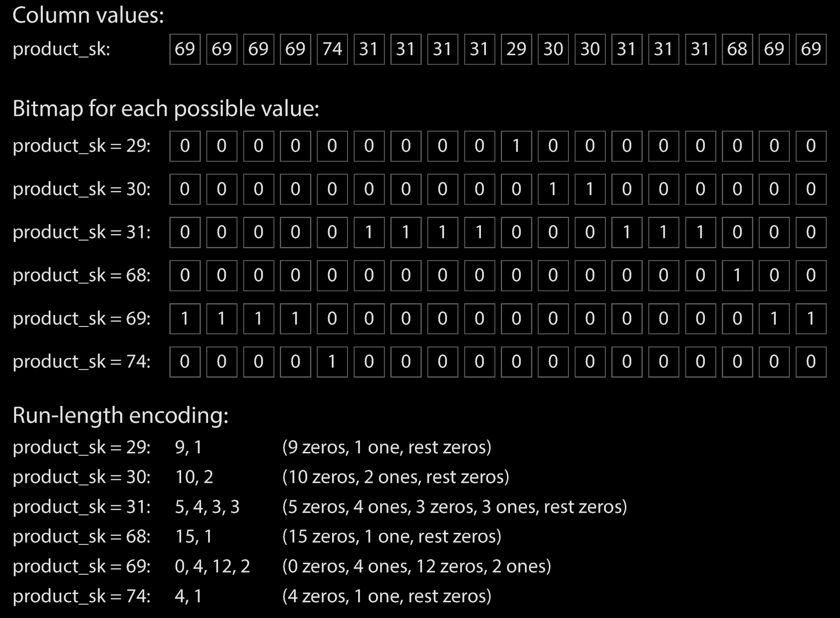 Column values:
product_sk: 69 69 69 69 74 31 31 31 31 29 30 30 31 31 31 68 69 69
Bitmap for each possible value:
product_sk = 29: 0 0 0 0 0 0 0 0 0 1 0 0 0 0 0 0 0 0
product_sk = 30: 0 0 0 0 0 0 0 0 0 0 1 1 0 0 0 0 0 0
product_sk = 31: 0 0 0 0 0 1 1 1 1 0 0 0 1 1 1 0 0 0
product_sk = 68: 0 0 0 0 0 0 0 0 0 0 0 0 0 0 0 1 0 0
product_sk = 69: 1 1 1 1 0 0 0 0 0 0 0 0 0 0 0 0 1 1
product_sk = 74: 0 0 0 0 1 0 0 0 0 0 0 0 0 0 0 0 0 0
Run-length encoding:
product_sk = 29: 9, 1 (9 zeros, 1 one, rest zeros)
product_sk = 30: 10, 2 (10 zeros, 2 ones, rest zeros)
product_sk = 31: 5, 4, 3, 3 (5 zeros, 4 ones, 3 zeros, 3 ones, rest zeros)
product_sk = 68: 15, 1 (15 zeros, 1 one, rest zeros)
product_sk = 69: 0, 4, 12, 2 (0 zeros, 4 ones, 12 zeros, 2 ones)
product_sk = 74: 4, 1 (4 zeros, 1 one, rest zeros)